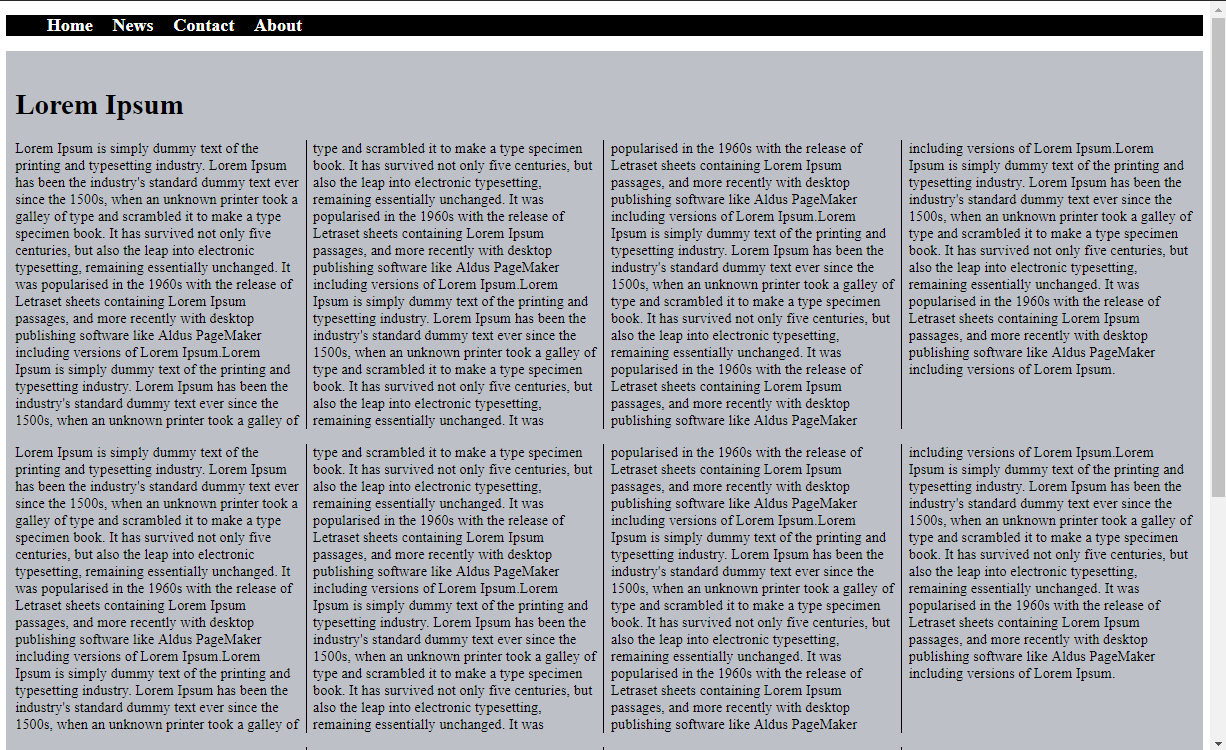 Home News Contact About
Lorem Ipsum
Lorem Ipsum is simply dummy text of the
printing and typesetting industry. Lorem Ipsum
has been the industry's standard dummy text ever
since the 1500s, when an unknown printer took a
galley of type and scrambled it to make a type
specimen book. It has survived not only five
centuries, but also the leap into electronic
typesetting, remaining essentially unchanged. It
was popularised in the 1960s with the release of
Letraset sheets containing Lorem Ipsum
passages, and more recently with desktop
publishing software like Aldus PageMaker
including versions of Lorem Ipsum.Lorem
Ipsum is simply dummy text of the printing and
typesetting industry. Lorem Ipsum has been the
industry's standard dummy text ever since the
1500s, when an unknown printer took a galley of
type and scrambled it to make a type specimen
book. It has survived not only five centuries, but
also the leap into electronic typesetting,
remaining essentially unchanged. It was
popularised in the 1960s with the release of
Letraset sheets containing Lorem Ipsum
passages, and more recently with desktop
publishing software like Aldus PageMaker
including versions of Lorem Ipsum.Lorem
Ipsum is simply dummy text of the printing and
typesetting industry. Lorem Ipsum has been the
industry's standard dummy text ever since the
1500s, when an unknown printer took a galley of
type and scrambled it to make a type specimen
book. It has survived not only five centuries, but
also the leap into electronic typesetting,
remaining essentially unchanged. It was
popularised in the 1960s with the release of
Letraset sheets containing Lorem Ipsum
passages, and more recently with desktop
publishing software like Aldus PageMaker
including versions of Lorem Ipsum.Lorem
Ipsum is simply dummy text of the printing and
typesetting industry. Lorem Ipsum has been the
industry's standard dummy text ever since the
1500s, when an unknown printer took a galley of
type and scrambled it to make a type specimen
book. It has survived not only five centuries, but
also the leap into electronic typesetting,
remaining essentially unchanged. It was
popularised in the 1960s with the release of
Letraset sheets containing Lorem Ipsum
passages, and more recently with desktop
publishing software like Aldus PageMaker
including versions of Lorem Ipsum.Lorem
Ipsum is simply dummy text of the printing and
typesetting industry. Lorem Ipsum has been the
industry's standard dummy text ever since the
1500s, when an unknown printer took a galley of
type and scrambled it to make a type specimen
book. It has survived not only five centuries, but
also the leap into electronic typesetting,
remaining essentially unchanged. It was
popularised in the 1960s with the release of
Letraset sheets containing Lorem Ipsum
passages, and more recently with desktop
publishing software like Aldus PageMaker
including versions of Lorem Ipsum.
Lorem Ipsum is simply dummy text of the
printing and typesetting industry. Lorem Ipsum
has been the industry's standard dummy text ever
since the 1500s, when an unknown printer took a
galley of type and scrambled it to make a type
specimen book. It has survived not only five
centuries, but also the leap into electronic
typesetting, remaining essentially unchanged. It
was popularised in the 1960s with the release of
Letraset sheets containing Lorem Ipsum
passages, and more recently with desktop
publishing software like Aldus PageMaker
including versions of Lorem Ipsum.Lorem
Ipsum is simply dummy text of the printing and
typesetting industry. Lorem Ipsum has been the
industry's standard dummy text ever since the
1500s, when an unknown printer took a galley of
type and scrambled it to make a type specimen
book. It has survived not only five centuries, but
also the leap into electronic typesetting,
remaining essentially unchanged. It was
popularised in the 1960s with the release of
Letraset sheets containing Lorem Ipsum
passages, and more recently with desktop
publishing software like Aldus PageMaker
including versions of Lorem Ipsum.Lorem
Ipsum is simply dummy text of the printing and
typesetting industry. Lorem Ipsum has been the
industry's standard dummy text ever since the
1500s, when an unknown printer took a galley of
type and scrambled it to make a type specimen
book. It has survived not only five centuries, but
also the leap into electronic typesetting,
remaining essentially unchanged. It was
popularised in the 1960s with the release of
Letraset sheets containing Lorem Ipsum
passages, and more recently with desktop
publishing software like Aldus PageMaker
including versions of Lorem Ipsum.Lorem
Ipsum is simply dummy text of the printing and
typesetting industry. Lorem Ipsum has been the
industry's standard dummy text ever since the
1500s, when an unknown printer took a galley of
type and scrambled it to make a type specimen
book. It has survived not only five centuries, but
also the leap into electronic typesetting,
remaining essentially unchanged. It was
popularised in the 1960s with the release of
Letraset sheets containing Lorem Ipsum
passages, and more recently with desktop
publishing software like Aldus PageMaker
including versions of Lorem Ipsum.Lorem
Ipsum is simply dummy text of the printing and
typesetting industry. Lorem Ipsum has been the
industry's standard dummy text ever since the
1500s, when an unknown printer took a galley of
type and scrambled it to make a type specimen
book. It has survived not only five centuries, but
also the leap into electronic typesetting,
remaining essentially unchanged. It was
popularised in the 1960s with the release of
Letraset sheets containing Lorem Ipsum
passages, and more recently with desktop
publishing software like Aldus PageMaker
including versions of Lorem Ipsum.